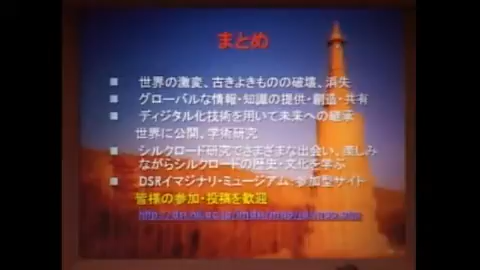 まとめ
■ 世界の激変、古きよきものの破壊、消失
■ グローバルな情報・知識の提供・創造・共有
■ ディジタル化技術を用いて未来への継承
世界に公開、学術研究
■ シルクロード研究でさまざまな出会い、楽しみ
ながらシルクロードの歴史・文化を学ぶ
■ DSRイマジナリ・ミュージアム:参加型サイト
皆様の参加・投稿を歓迎